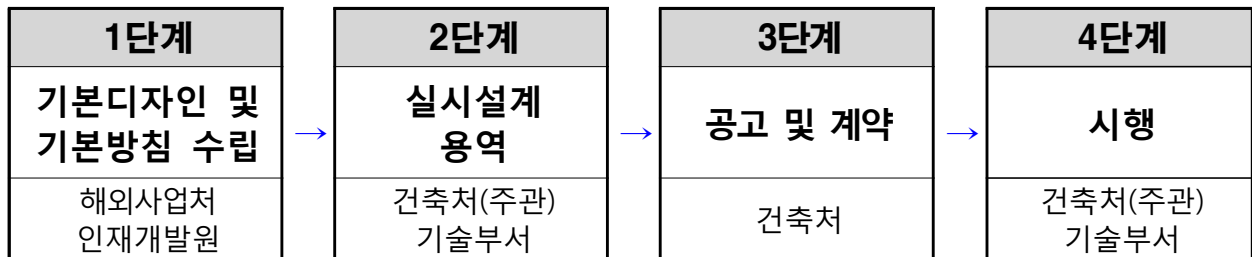 1단계
기본디자인 및
기본방침 수립
해외사업처
인재개발원
→
2단계
실시설계
용역
건축처(주관)
기술부서
→
3단계
공고 및 계약
건축처
→
4단계
시행
건축처(주관)
기술부서